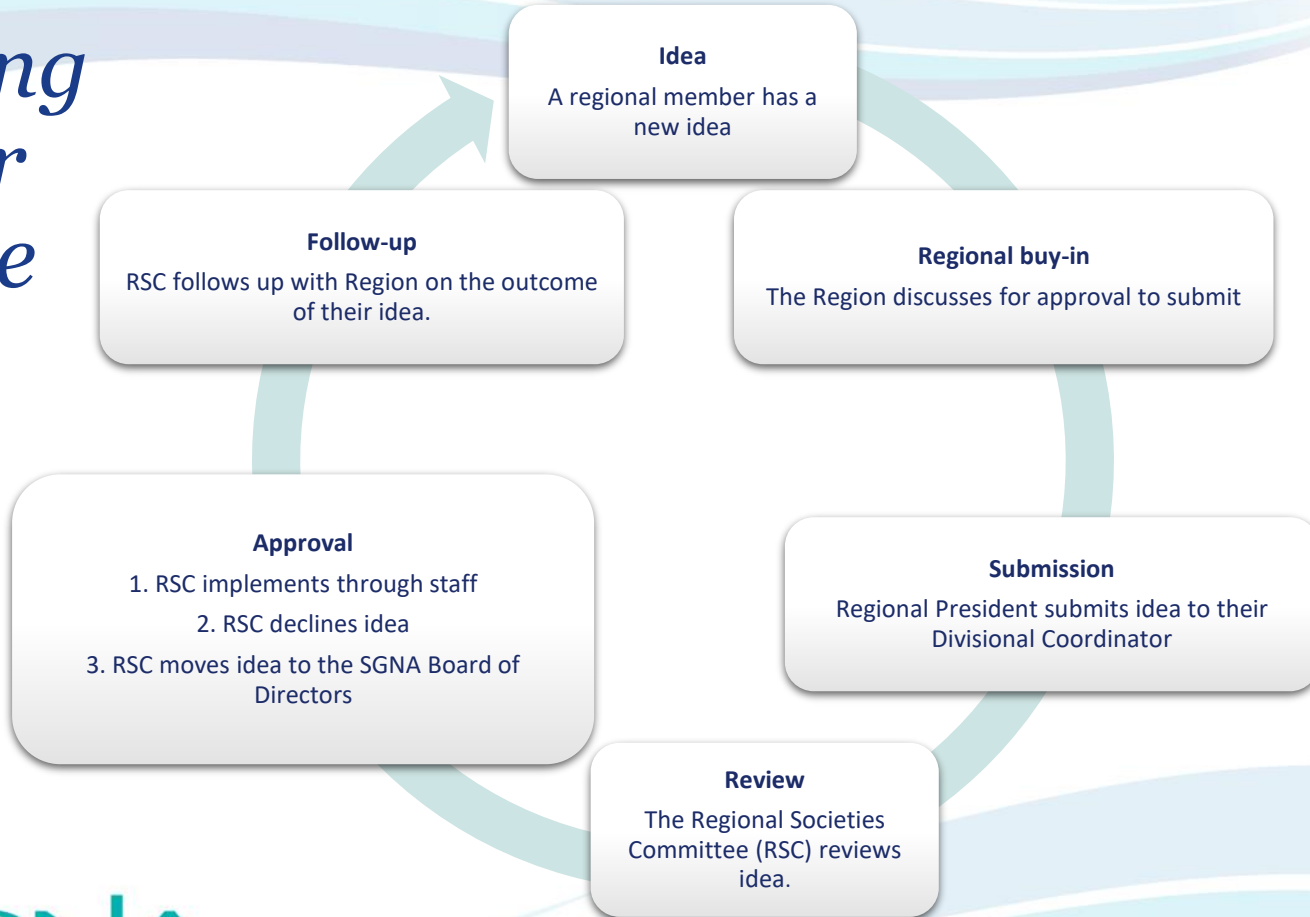 ng
r
e
Idea
A regional member has a
new idea
Regional buy-in
The Region discusses for approval to submit
Submission
Regional President submits idea to their
Divisional Coordinator
Review
The Regional Societies
Committee (RSC) reviews
idea.
Approval
1. RSC implements through staff
2. RSC declines idea
3. RSC moves idea to the SGNA Board of
Directors
Follow-up
RSC follows up with Region on the outcome
of their idea.